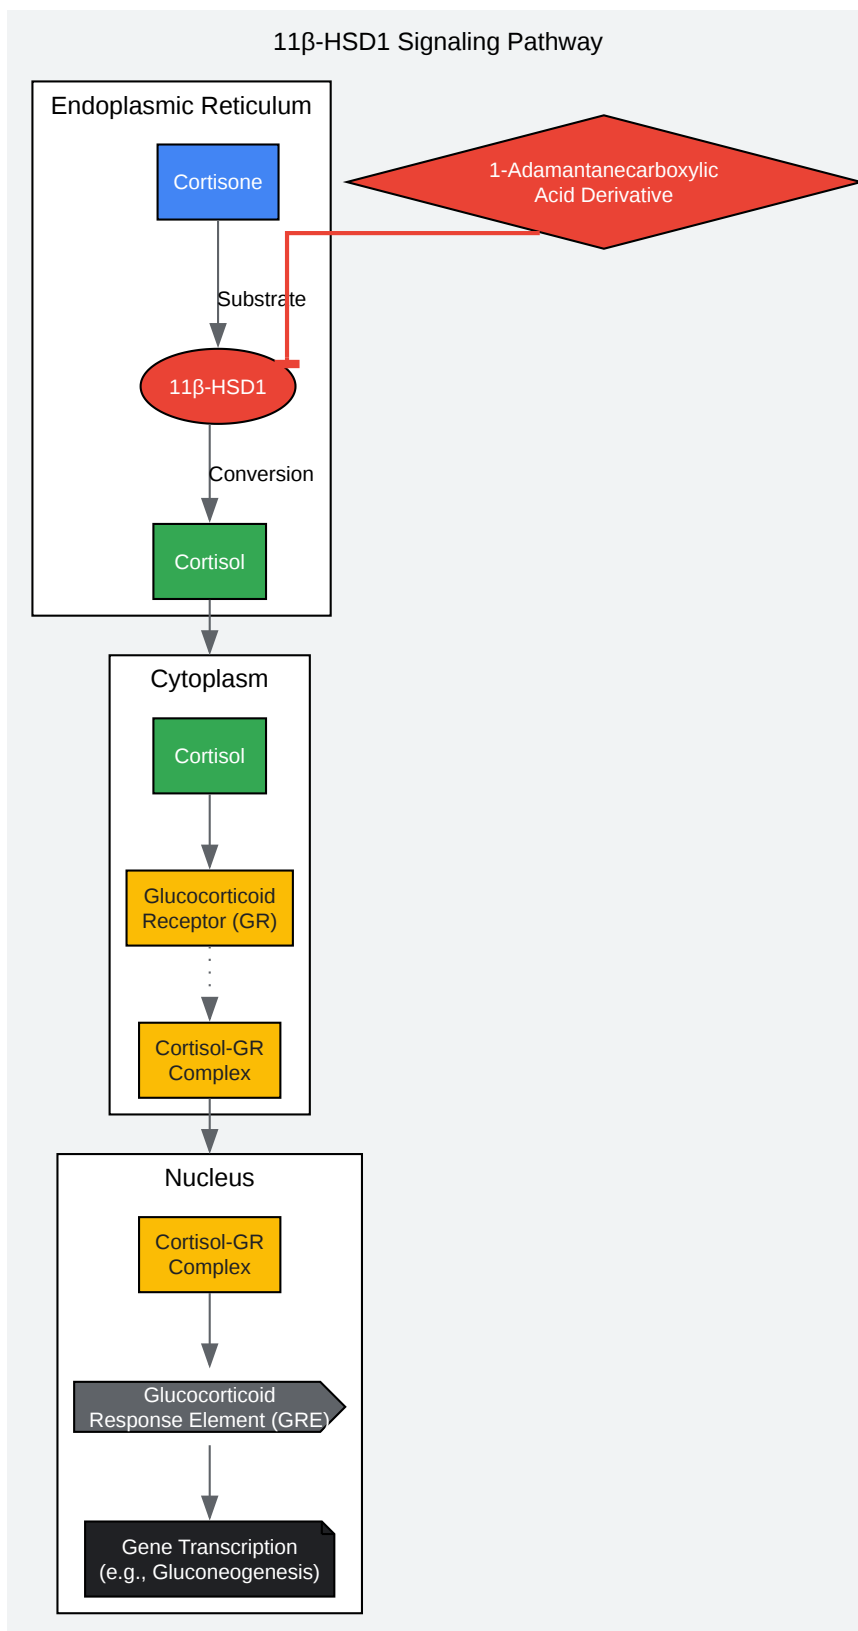 11β-HSD1 Signaling Pathway
Endoplasmic Reticulum
Cortisone
1-Adamantanecarboxylic
Acid Derivative
Substrate
11β-HSD1
Conversion
Cortisol
Cytoplasm
Cortisol
Glucocorticoid
Receptor (GR)
Cortisol-GR
Complex
Nucleus
Cortisol-GR
Complex
Glucocorticoid
Response Element (GRE)
Gene Transcription
(e.g., Gluconeogenesis)